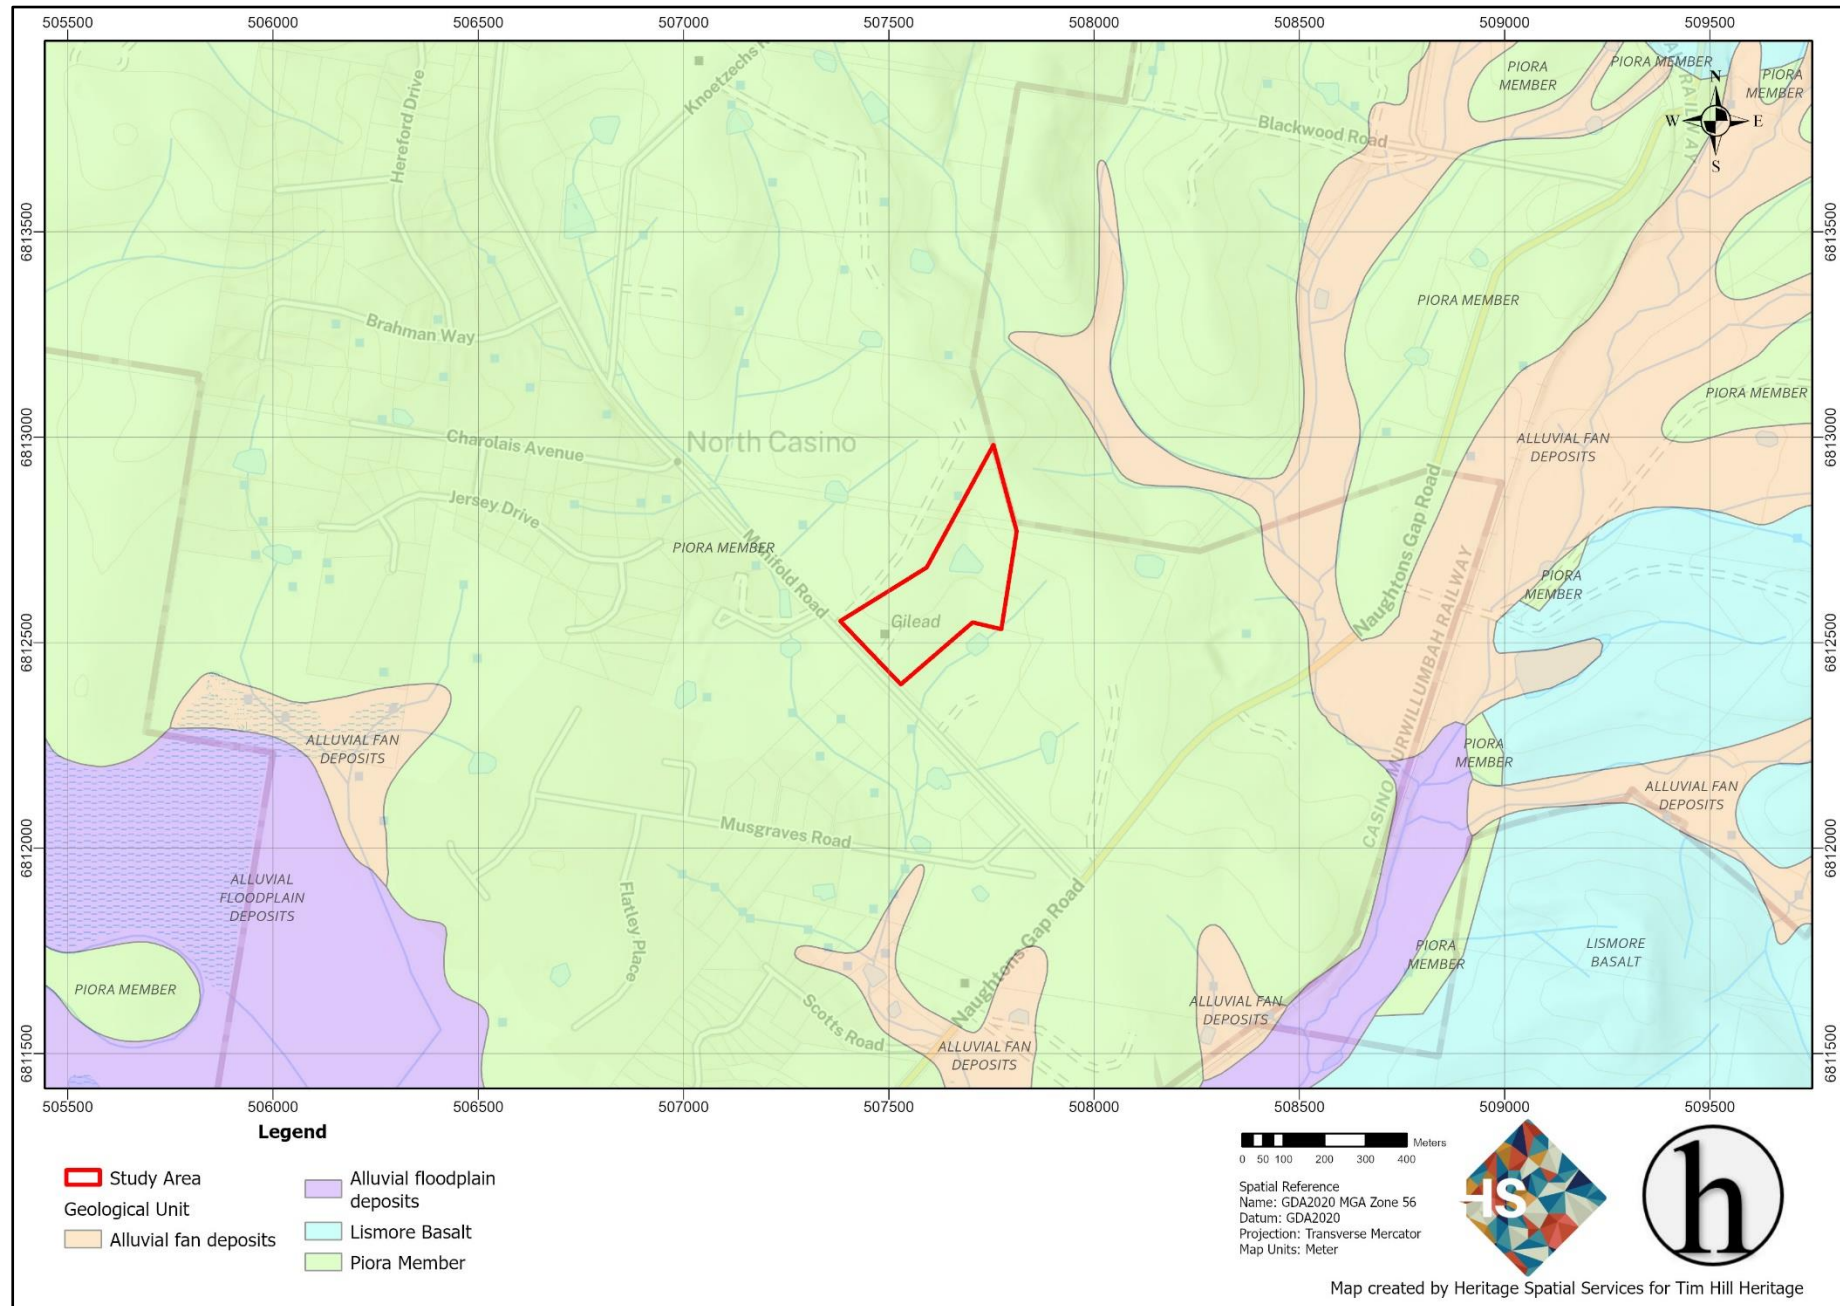 505500 506000 506500 507000 507500 508000 508500 509000 509500
PIORA MEMBER
PIORA
MEMBER
PIORA
MEMBER
N
W E
S
Hereford Drive
Blackwood Road
6813500
6813500
PIORA MEMBER
Brahman Way
PIORA MEMBER
6813000
6813000
North Casino
Charolais Avenue
ALLUVIAL FAN
DEPOSITS
Jersey Drive
PIORA MEMBER
Manifold Road
Naughtons Gap Road
PIORA
MEMBER
Gilead
6812500
6812500
CASINO MURWILLUMBAH RAILWAY
ALLUVIAL FAN
DEPOSITS
PIORA
MEMBER
ALLUVIAL FAN
DEPOSITS
Musgraves Road
6812000
6812000
ALLUVIAL
FLOODPLAIN
DEPOSITS
Flatley Place
Naughtons Gap Road
PIORA
MEMBER
LISMORE
BASALT
PIORA MEMBER
Scotts Road
ALLUVIAL FAN
DEPOSITS
ALLUVIAL FAN
DEPOSITS
6811500
6811500
505500 506000 506500 507000 507500 508000 508500 509000 509500
Legend
Study Area
Geological Unit
Alluvial fan deposits
Alluvial floodplain
deposits
Lismore Basalt
Piora Member
Meters
0 50 100 200 300 400
Spatial Reference
Name: GDA2020 MGA Zone 56
Datum: GDA2020
Projection: Transverse Mercator
Map Units: Meter
HS
h
Map created by Heritage Spatial Services for Tim Hill Heritage